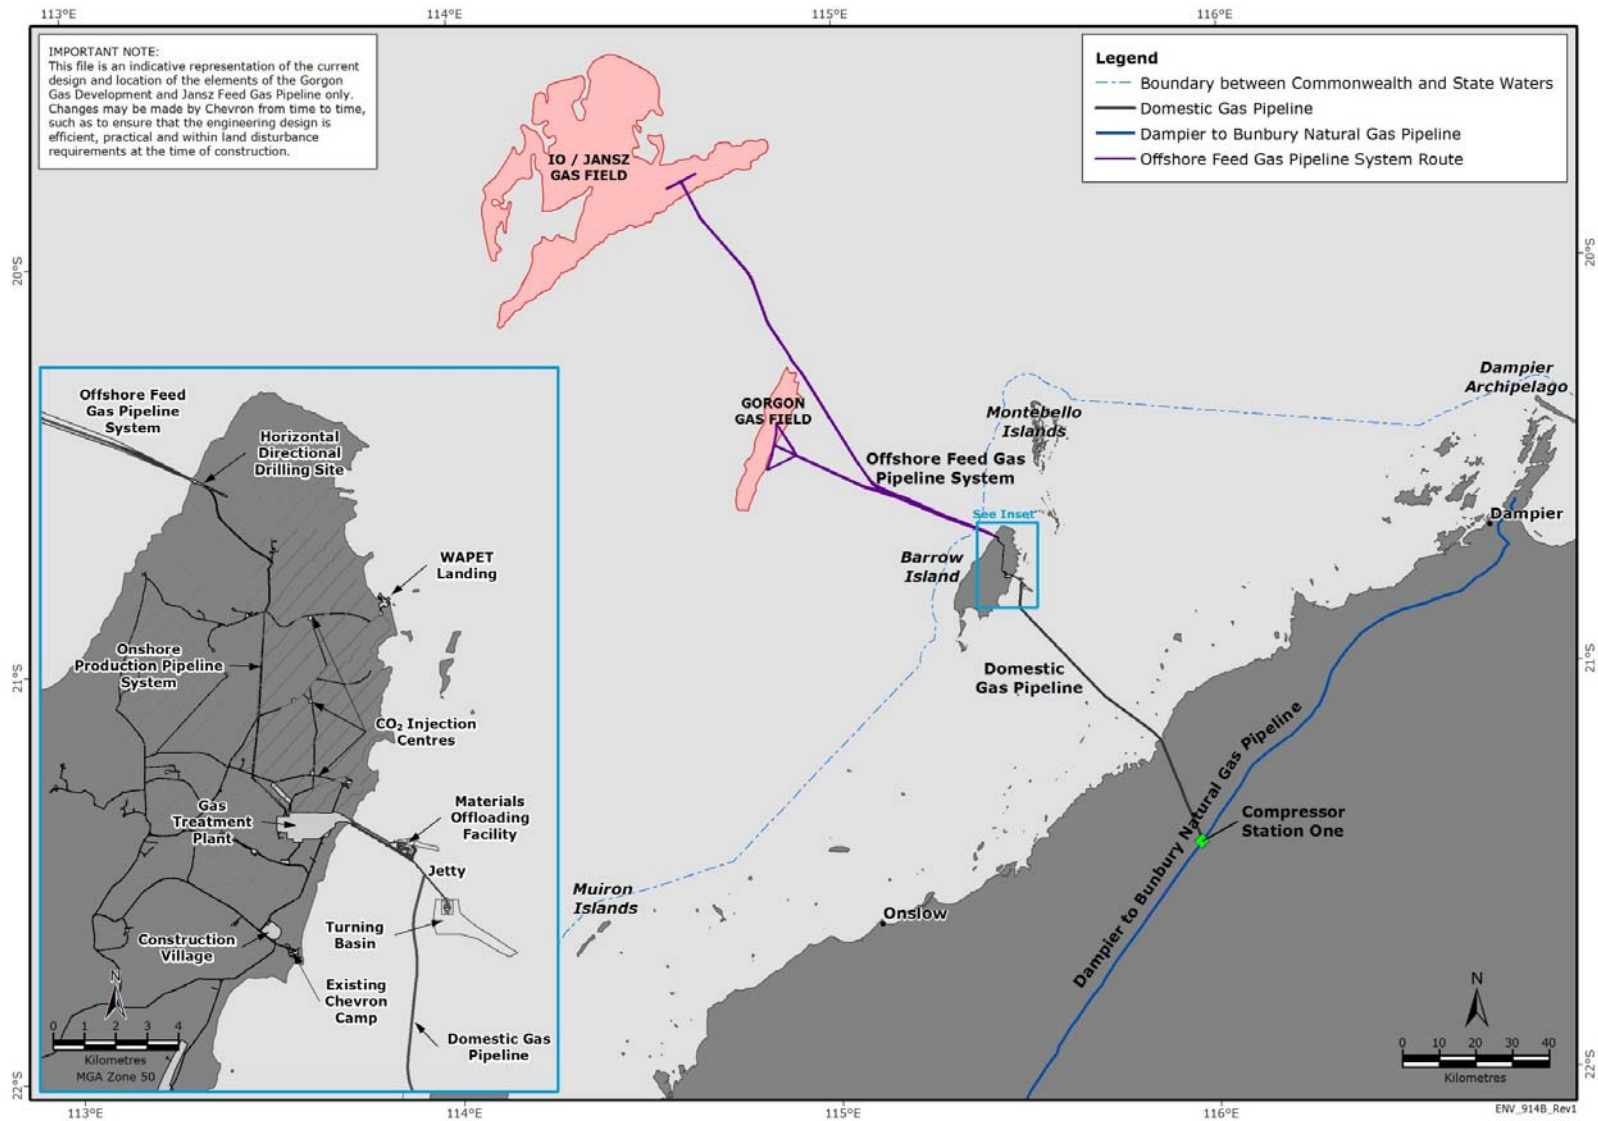 113°E
114°E
115°E
116°E
IMPORTANT NOTE:
This file is an indicative representation of the current
design and location of the elements of the Gorgon
Gas Development and Jansz Feed Gas Pipeline only.
Changes may be made by Chevron from time to time,
such as to ensure that the engineering design is
efficient, practical and within land disturbance
requirements at the time of construction.
Legend
Boundary between Commonwealth and State Waters
Domestic Gas Pipeline
Dampier to Bunbury Natural Gas Pipeline
Offshore Feed Gas Pipeline System Route
IO / JANSZ
GAS FIELD
20°S
20°S
GORGON
GAS FIELD
Montebello
Islands
Dampier
Archipelago
Offshore Feed Gas
Pipeline System
See Inset
Dampier
Barrow
Island
Domestic
Gas Pipeline
21°S
21°S
Dampier to Bunbury Natural Gas Pipeline
Compressor
Station One
Muiron
Islands
Onslow
Offshore Feed
Gas Pipeline
System
Horizontal
Directional
Drilling Site
WAPET
Landing
Onshore
Production Pipeline
System
CO₂ Injection
Centres
Gas
Treatment
Plant
Materials
Offloading
Facility
Jetty
Turning
Basin
Construction
Village
Existing
Chevron
Camp
Domestic Gas
Pipeline
N
0 1 2 3 4
Kilometres
MGA Zone 50
N
0 10 20 30 40
Kilometres
22°S
22°S
113°E
114°E
115°E
116°E
ENV_914B_Rev1